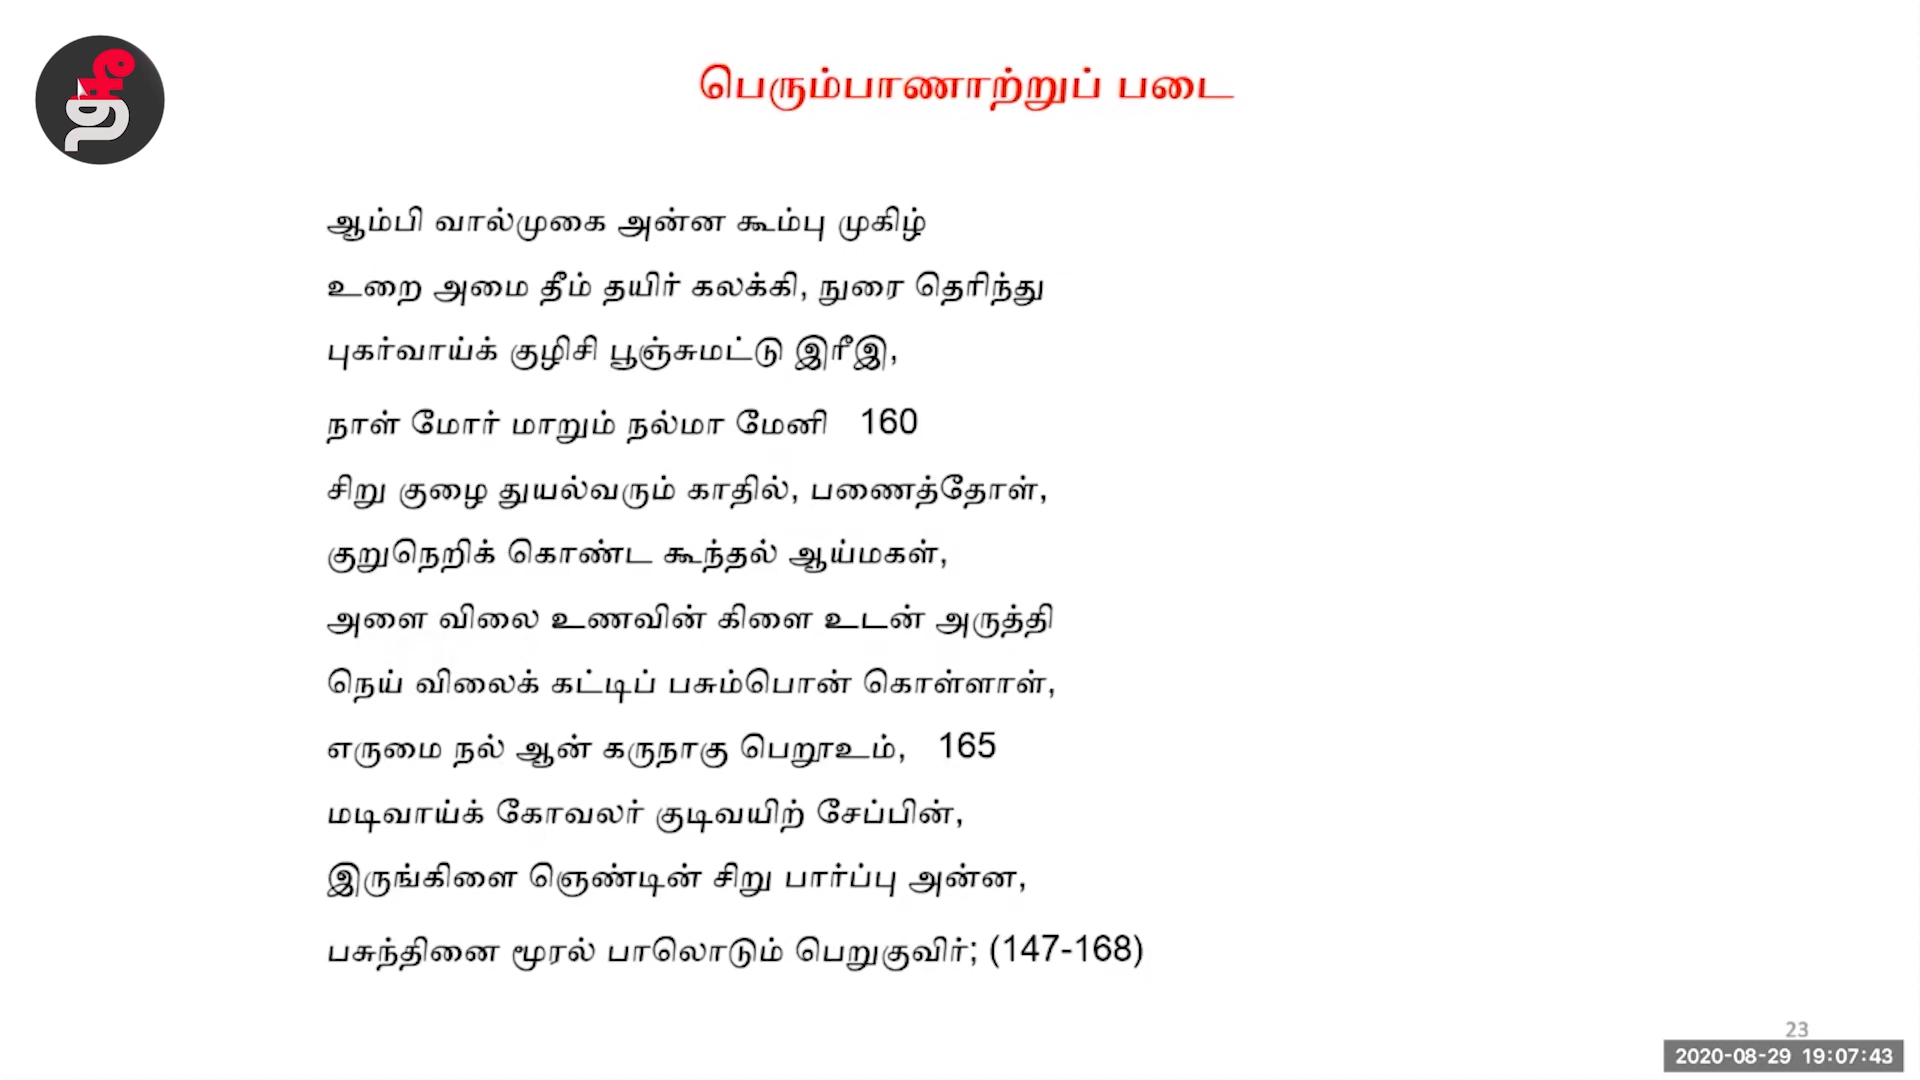 பெரும்பாணாற்றுப் படை
ஆம்பி வால்முகை அன்ன கூம்பு முகிழ்
உறை அமை தீம் தயிர் கலக்கி, நுரை தெரிந்து
புகர்வாய்க் குழிசி பூஞ்சுமட்டு இரீஇ,
நாள் மோர் மாறும் நல்மா மேனி 160
சிறு குழை துயல்வரும் காதில், பணைத்தோள்,
குறுநெறிக் கொண்ட கூந்தல் ஆய்மகள்,
அளை விலை உணவின் கிளை உடன் அருத்தி
நெய் விலைக் கட்டிப் பசும்பொன் கொள்ளாள்,
எருமை நல் ஆன் கருநாகு பெறூஉம், 165
மடிவாய்க் கோவலர் குடிவயிற் சேப்பின்,
இருங்கிளை ஞெண்டின் சிறு பார்ப்பு அன்ன,
பசுந்தினை மூரல் பாலொடும் பெறுகுவிர்; (147-168)
23
2020-08-29 19:07:43